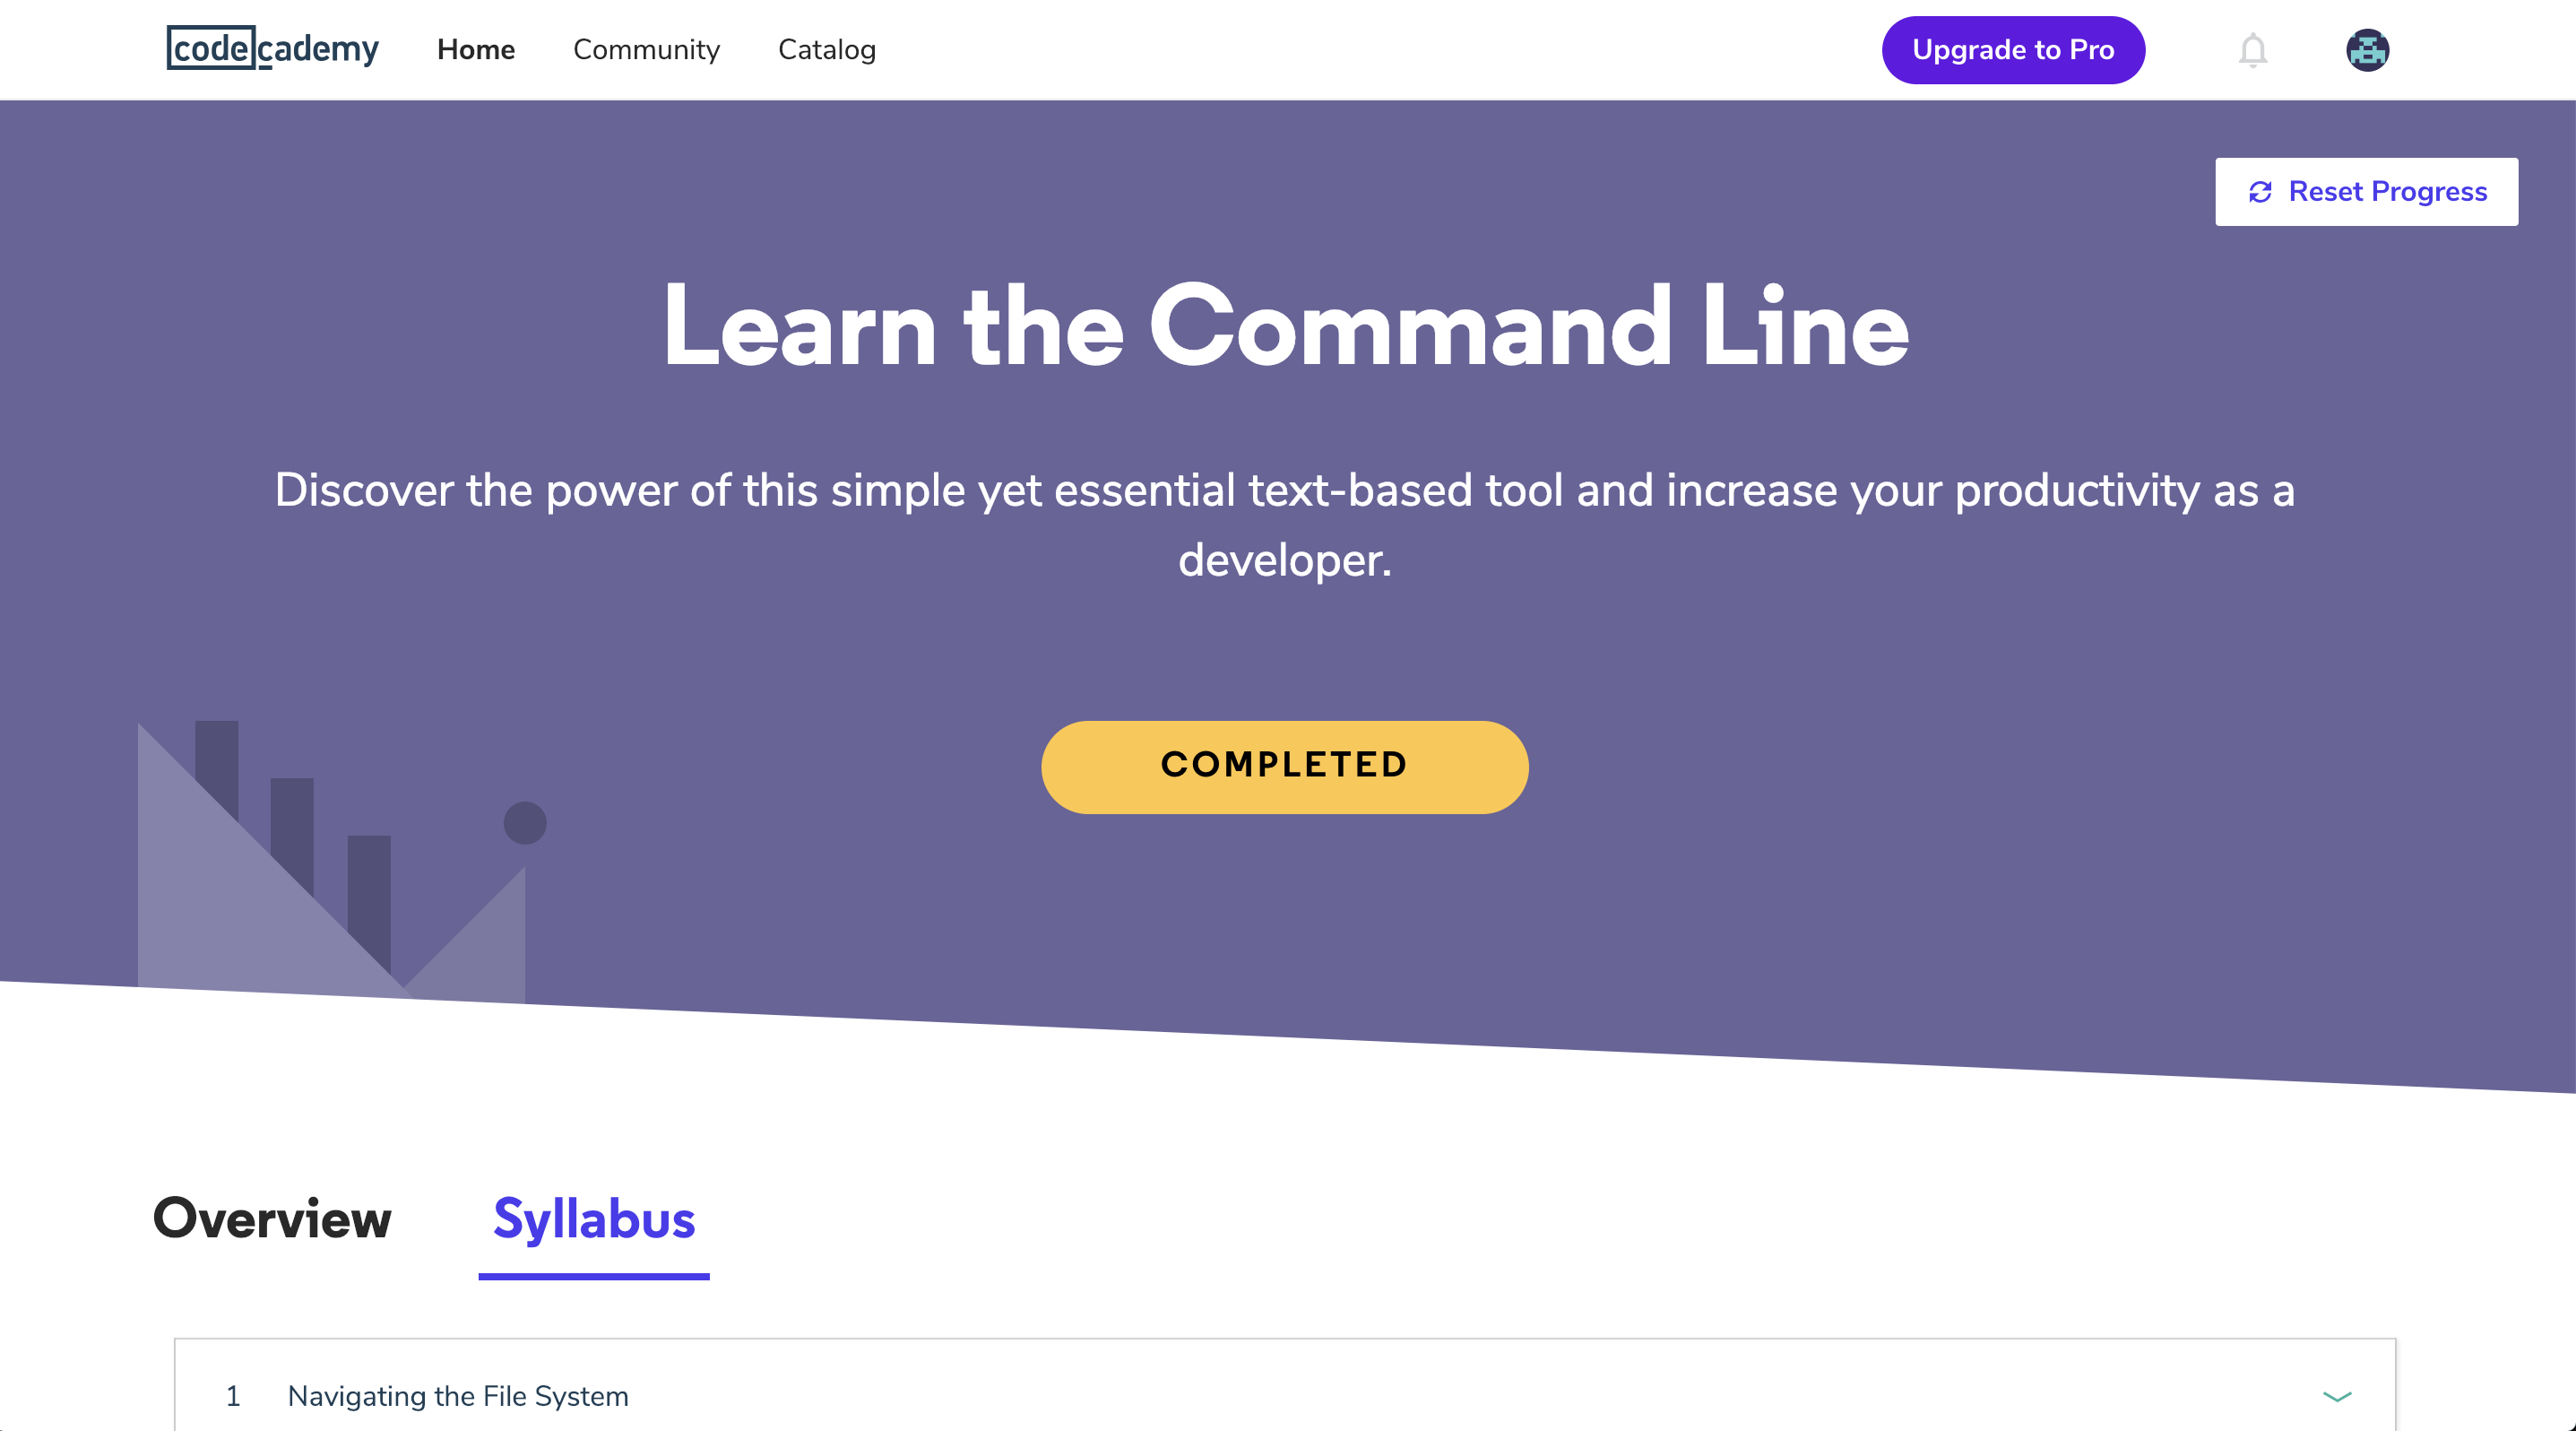 codecademy
Home
Community
Catalog
Upgrade to Pro
Reset Progress
Learn the Command Line
Discover the power of this simple yet essential text-based tool and increase your productivity as a
developer.
COMPLETED
Overview
Syllabus
1 Navigating the File System